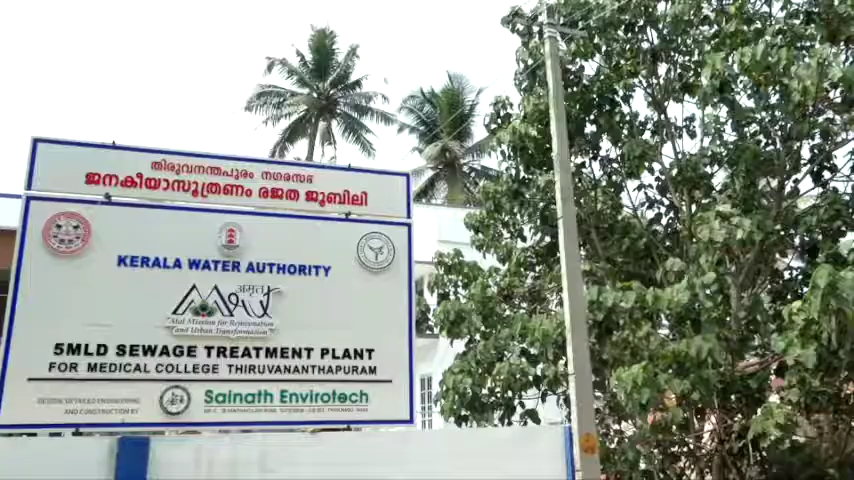 തിരുവനന്തപുരം നഗരസഭ
ജനകീയാസൂത്രണം രജത ജൂബിലി
KERALA WATER AUTHORITY
अमृत
Atal Mission for Rejuvenation
and Urban Transformation
5MLD SEWAGE TREATMENT PLANT
FOR MEDICAL COLLEGE THIRUVANANTHAPURAM
DESIGN, DETAILED ENGINEERING
AND CONSTRUCTION BY
Sainath Envirotech